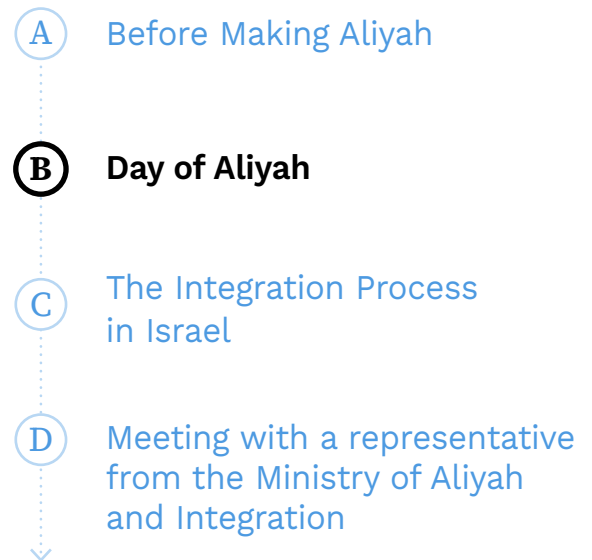 A Before Making Aliyah
B Day of Aliyah
C The Integration Process
in Israel
D Meeting with a representative
from the Ministry of Aliyah
and Integration